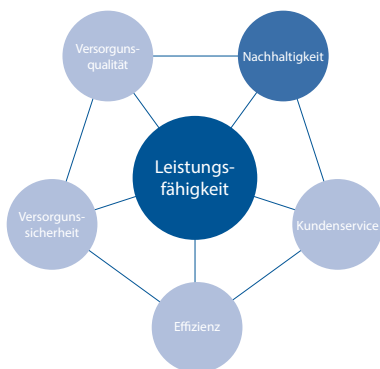 Versorguns-
qualität
Nachhaltigkeit
Leistungs-
fähigkeit
Versorguns-
sicherheit
Kundenservice
Effizienz